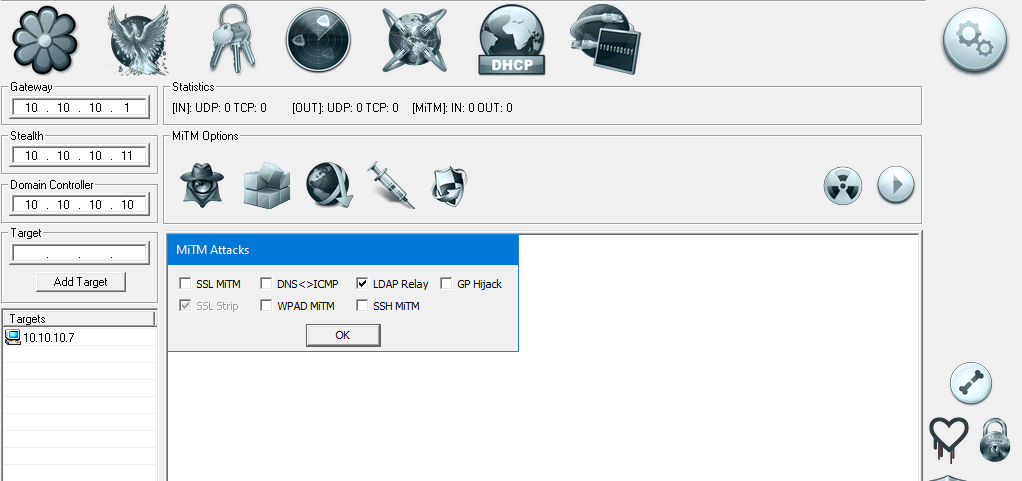 DHCP
1101100101
Gateway
10 . 10 . 10 . 1
Statistics
[IN]: UDP: 0 TCP: 0 [OUT]: UDP: 0 TCP: 0 [MiTM]: IN: 0 OUT: 0
Stealth
10 . 10 . 10 . 11
MiTM Options
Domain Controller
10 . 10 . 10 . 10
Target
. . .
Add Target
Targets
10.10.10.7
MiTM Attacks
SSL MiTM DNS<>ICMP LDAP Relay GP Hijack
SSL Strip WPAD MiTM SSH MiTM
OK